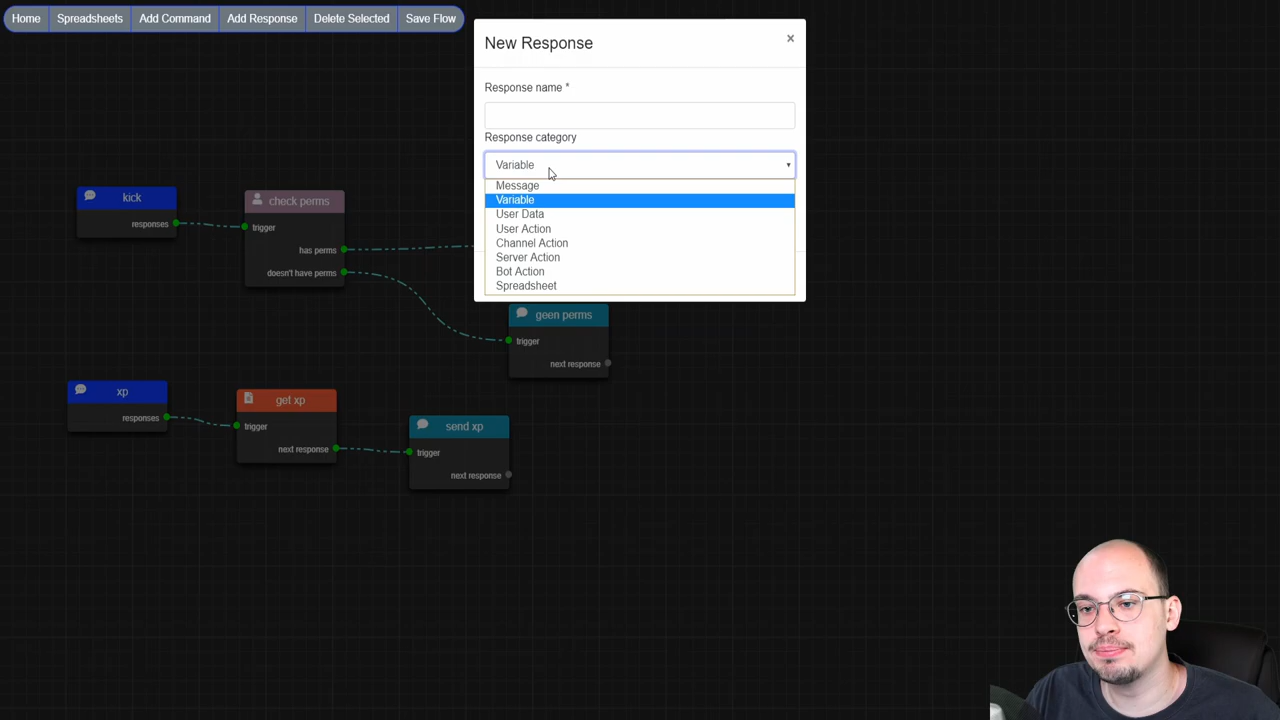 Home
Spreadsheets
Add Command
Add Response
Delete Selected
Save Flow
New Response
×
Response name *
Response category
Variable
Message
Variable
User Data
User Action
Channel Action
Server Action
Bot Action
Spreadsheet
kick
responses
check perms
trigger
has perms
doesn't have perms
geen perms
trigger
next response
xp
responses
get xp
trigger
next response
send xp
trigger
next response